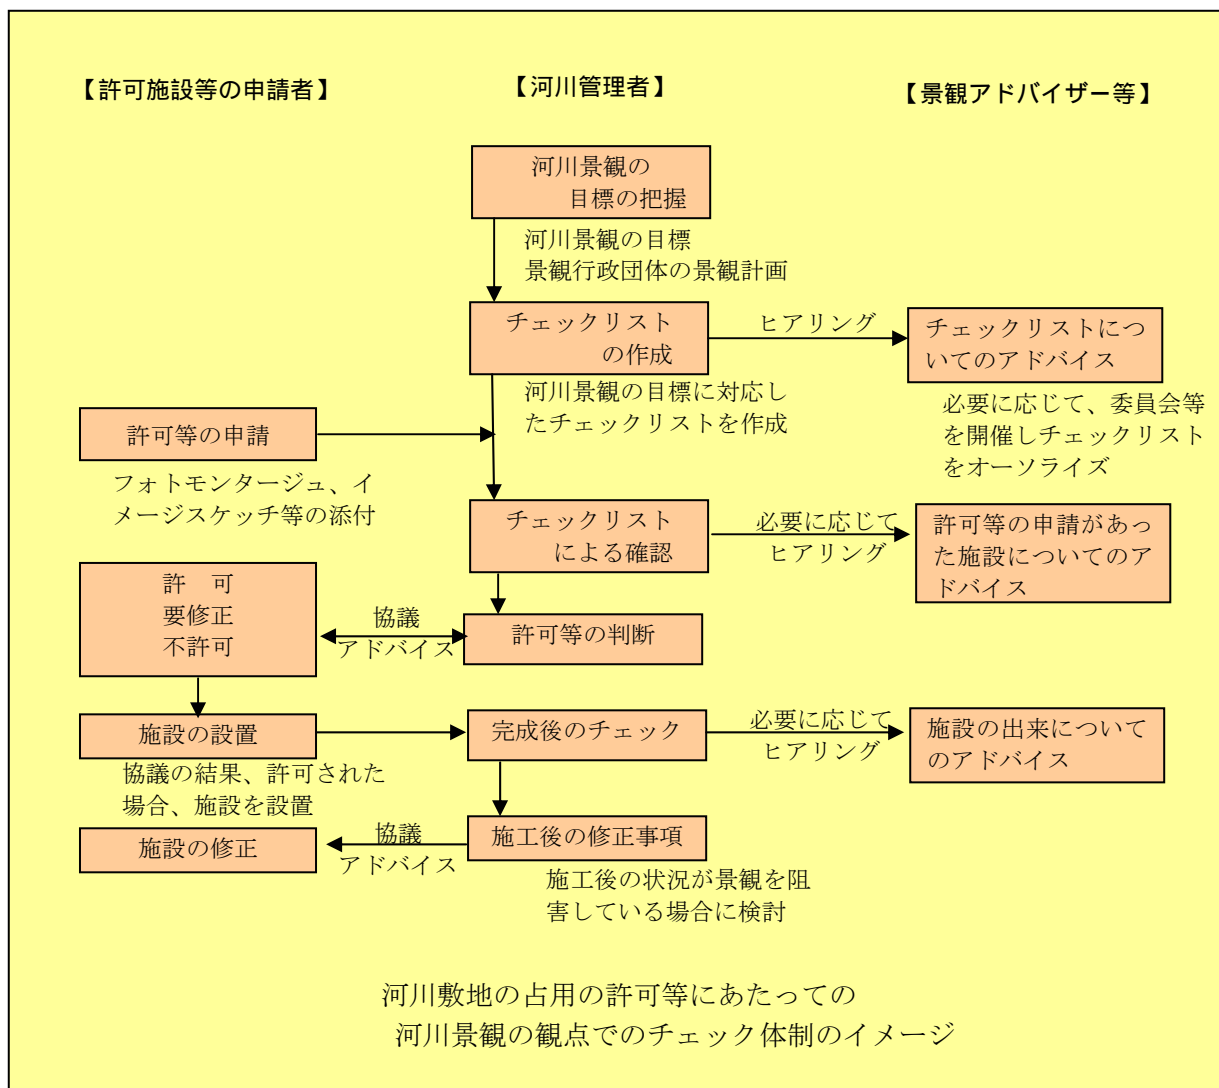 【許可施設等の申請者】
【河川管理者】
【景観アドバイザー等】
河川景観の
目標の把握
河川景観の目標
景観行政団体の景観計画
チェックリスト
の作成
ヒアリング
チェックリストにつ
いてのアドバイス
河川景観の目標に対応し
たチェックリストを作成
必要に応じて、委員会等
を開催しチェックリスト
をオーソライズ
許可等の申請
フォトモンタージュ、イ
メージスケッチ等の添付
チェックリスト
による確認
必要に応じて
ヒアリング
許可等の申請があっ
た施設についてのア
ドバイス
許　可
要修正
不許可
協議
アドバイス
許可等の判断
施設の設置
協議の結果、許可された
場合、施設を設置
完成後のチェック
必要に応じて
ヒアリング
施設の出来について
のアドバイス
施設の修正
協議
アドバイス
施工後の修正事項
施工後の状況が景観を阻
害している場合に検討
河川敷地の占用の許可等にあたっての
河川景観の観点でのチェック体制のイメージ